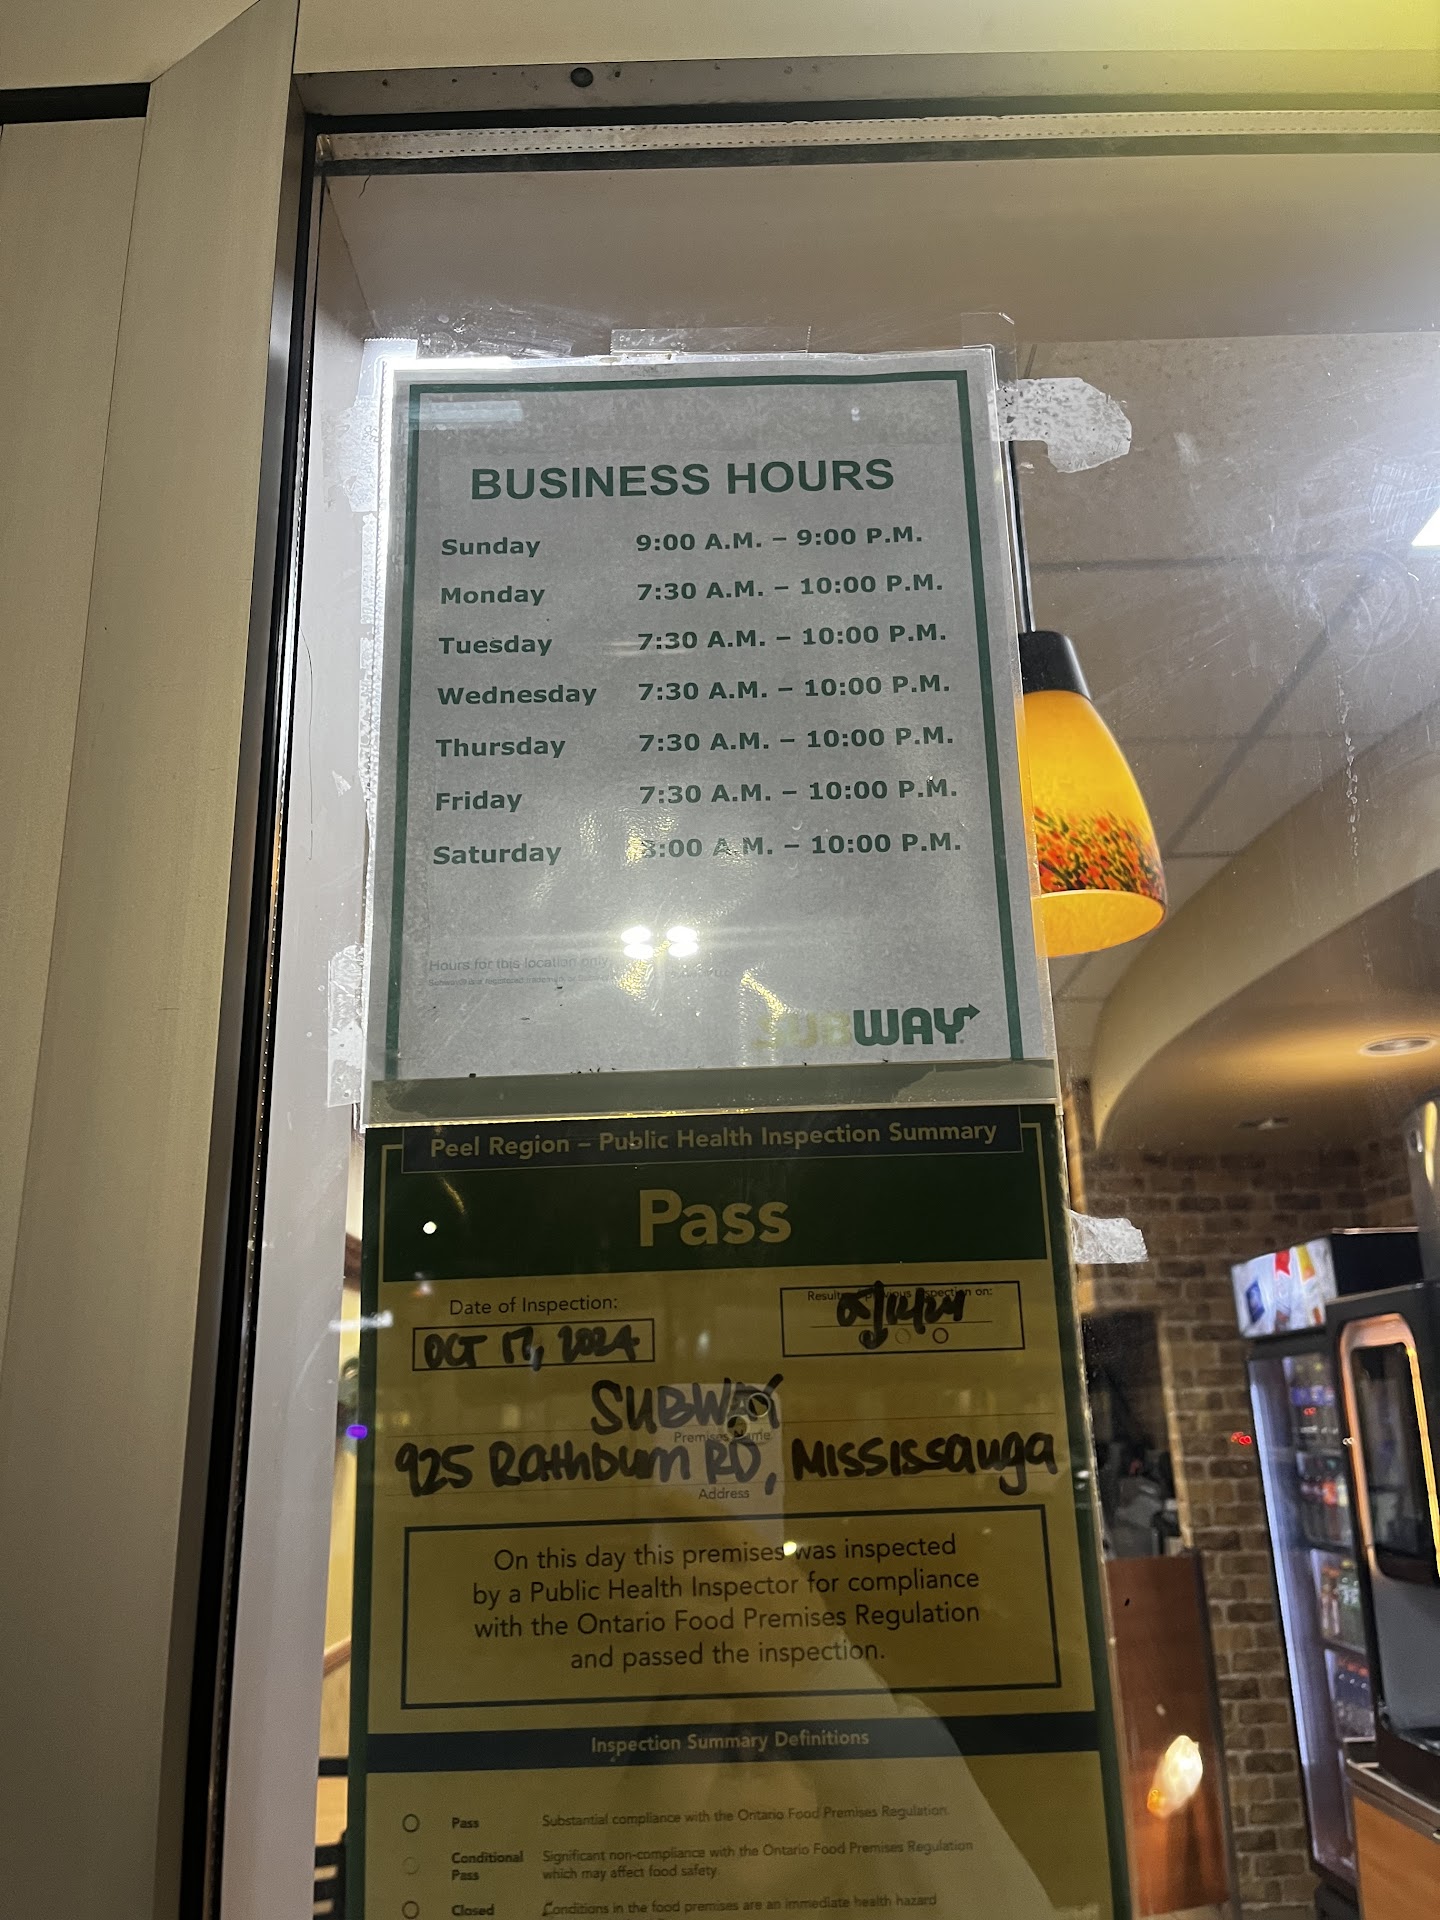 BUSINESS HOURS
Sunday 9:00 A.M. – 9:00 P.M.
Monday 7:30 A.M. – 10:00 P.M.
Tuesday 7:30 A.M. – 10:00 P.M.
Wednesday 7:30 A.M. – 10:00 P.M.
Thursday 7:30 A.M. – 10:00 P.M.
Friday 7:30 A.M. – 10:00 P.M.
Saturday 8:00 A.M. – 10:00 P.M.
Hours for this location only.
SUBWAY
Peel Region – Public Health Inspection Summary
Pass
Date of Inspection:
OCT 17, 2024
inspection on:
SUBWAY
Premises Name
925 Rathburn RD, Mississauga
Address
On this day this premises was inspected
by a Public Health Inspector for compliance
with the Ontario Food Premises Regulation
and passed the inspection.
Inspection Summary Definitions
Pass Substantial compliance with the Ontario Food Premises Regulation.
Conditional Pass Significant non-compliance with the Ontario Food Premises Regulation
which may affect food safety.
Closed Conditions in the food premises are an immediate health hazard